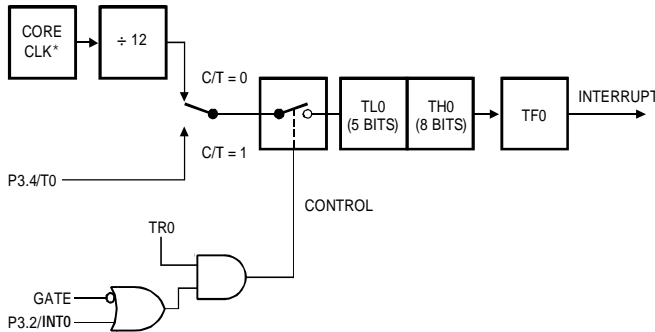 CORE
CLK*
÷ 12
C/T = 0
C/T = 1
TL0
(5 BITS)
TH0
(8 BITS)
TF0
INTERRUPT
P3.4/T0
CONTROL
TR0
GATE
P3.2/INT0